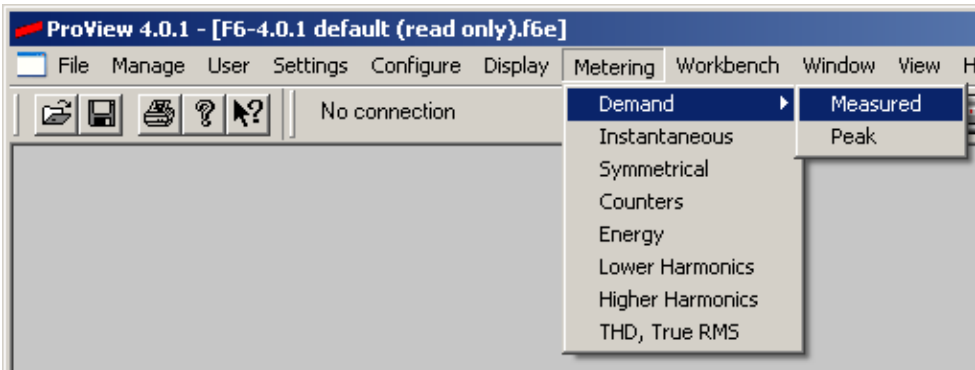 ProView 4.0.1 - [F6-4.0.1 default (read only).f6e]
File Manage User Settings Configure Display Metering Workbench Window View H
No connection
Demand
Measured
Instantaneous
Peak
Symmetrical
Counters
Energy
Lower Harmonics
Higher Harmonics
THD, True RMS